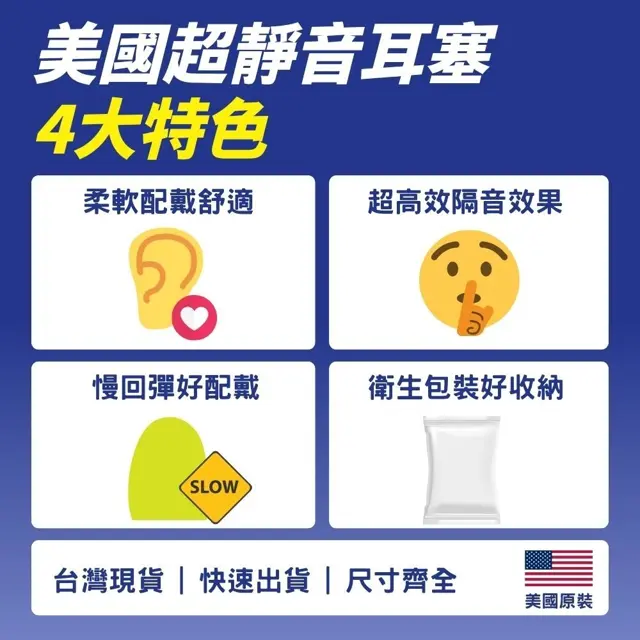 美國超靜音耳塞
4大特色
柔軟配戴舒適
超高效隔音效果
慢回彈好配戴
SLOW
衛生包裝好收納
台灣現貨 | 快速出貨 | 尺寸齊全
美國原裝